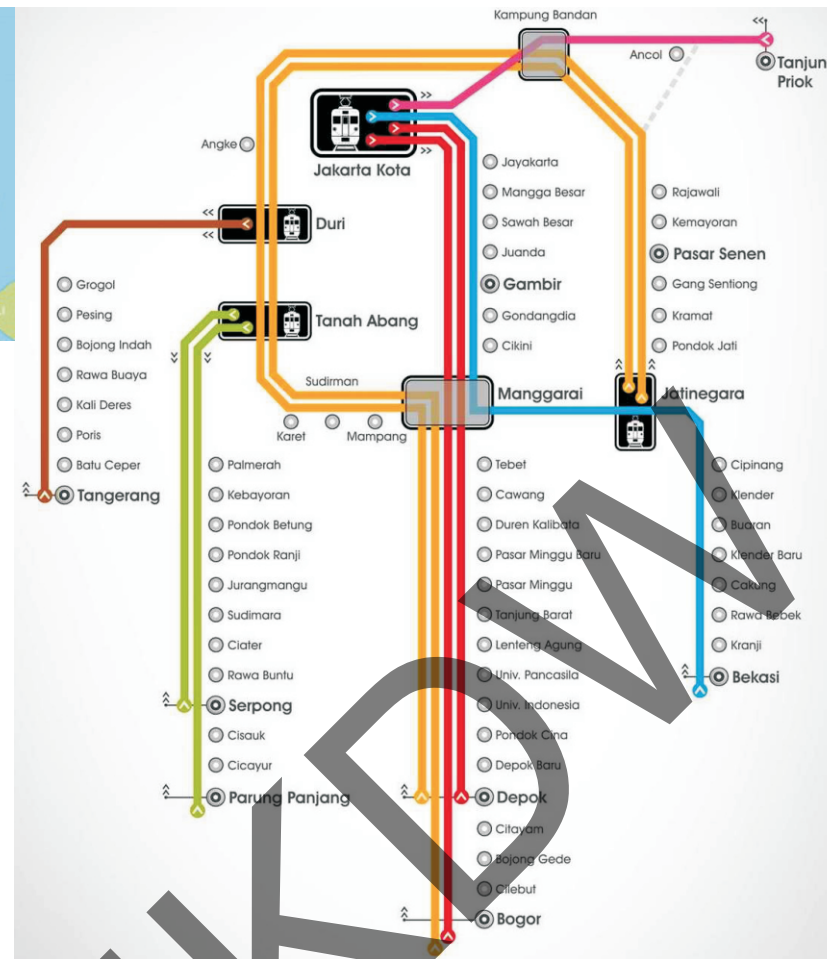 Kampung Bandan
Ancol
Tanjun
Priok
Angke
Jakarta Kota
Duri
Tanah Abang
Sudirman
Karet
Mampang
Manggarai
Jatinegara
Jayakarta
Mangga Besar
Sawah Besar
Juanda
Gambir
Gondangdia
Cikini
Rajawali
Kemayoran
Pasar Senen
Gang Sentiong
Kramat
Pondok Jati
Grogol
Pesing
Bojong Indah
Rawa Buaya
Kali Deres
Poris
Batu Ceper
Tangerang
Palmerah
Kebayoran
Pondok Betung
Pondok Ranji
Jurangmangu
Sudimara
Ciater
Rawa Buntu
Serpong
Cisauk
Cicayur
Parung Panjang
Tebet
Cawang
Duren Kalibata
Pasar Minggu Baru
Pasar Minggu
Tanjung Barat
Lenteng Agung
Univ. Pancasila
Univ. Indonesia
Pondok Cina
Depok Baru
Depok
Citayam
Bojong Gede
Cilebut
Bogor
Cipinang
Klender
Buaran
Klender Baru
Cakung
Rawa Bebek
Kranji
Bekasi
KDW